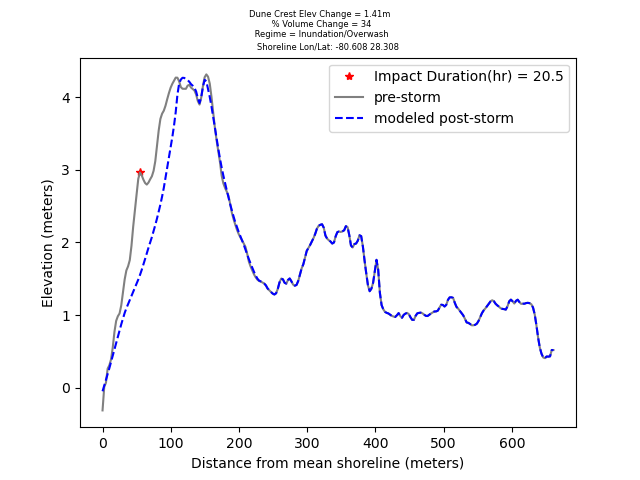 Dune Crest Elev Change = 1.41m
% Volume Change = 34
Regime = Inundation/Overwash
Shoreline Lon/Lat: -80.608 28.308
Impact Duration(hr) = 20.5
pre-storm
modeled post-storm
Elevation (meters)
4
3
2
1
0
0 100 200 300 400 500 600
Distance from mean shoreline (meters)